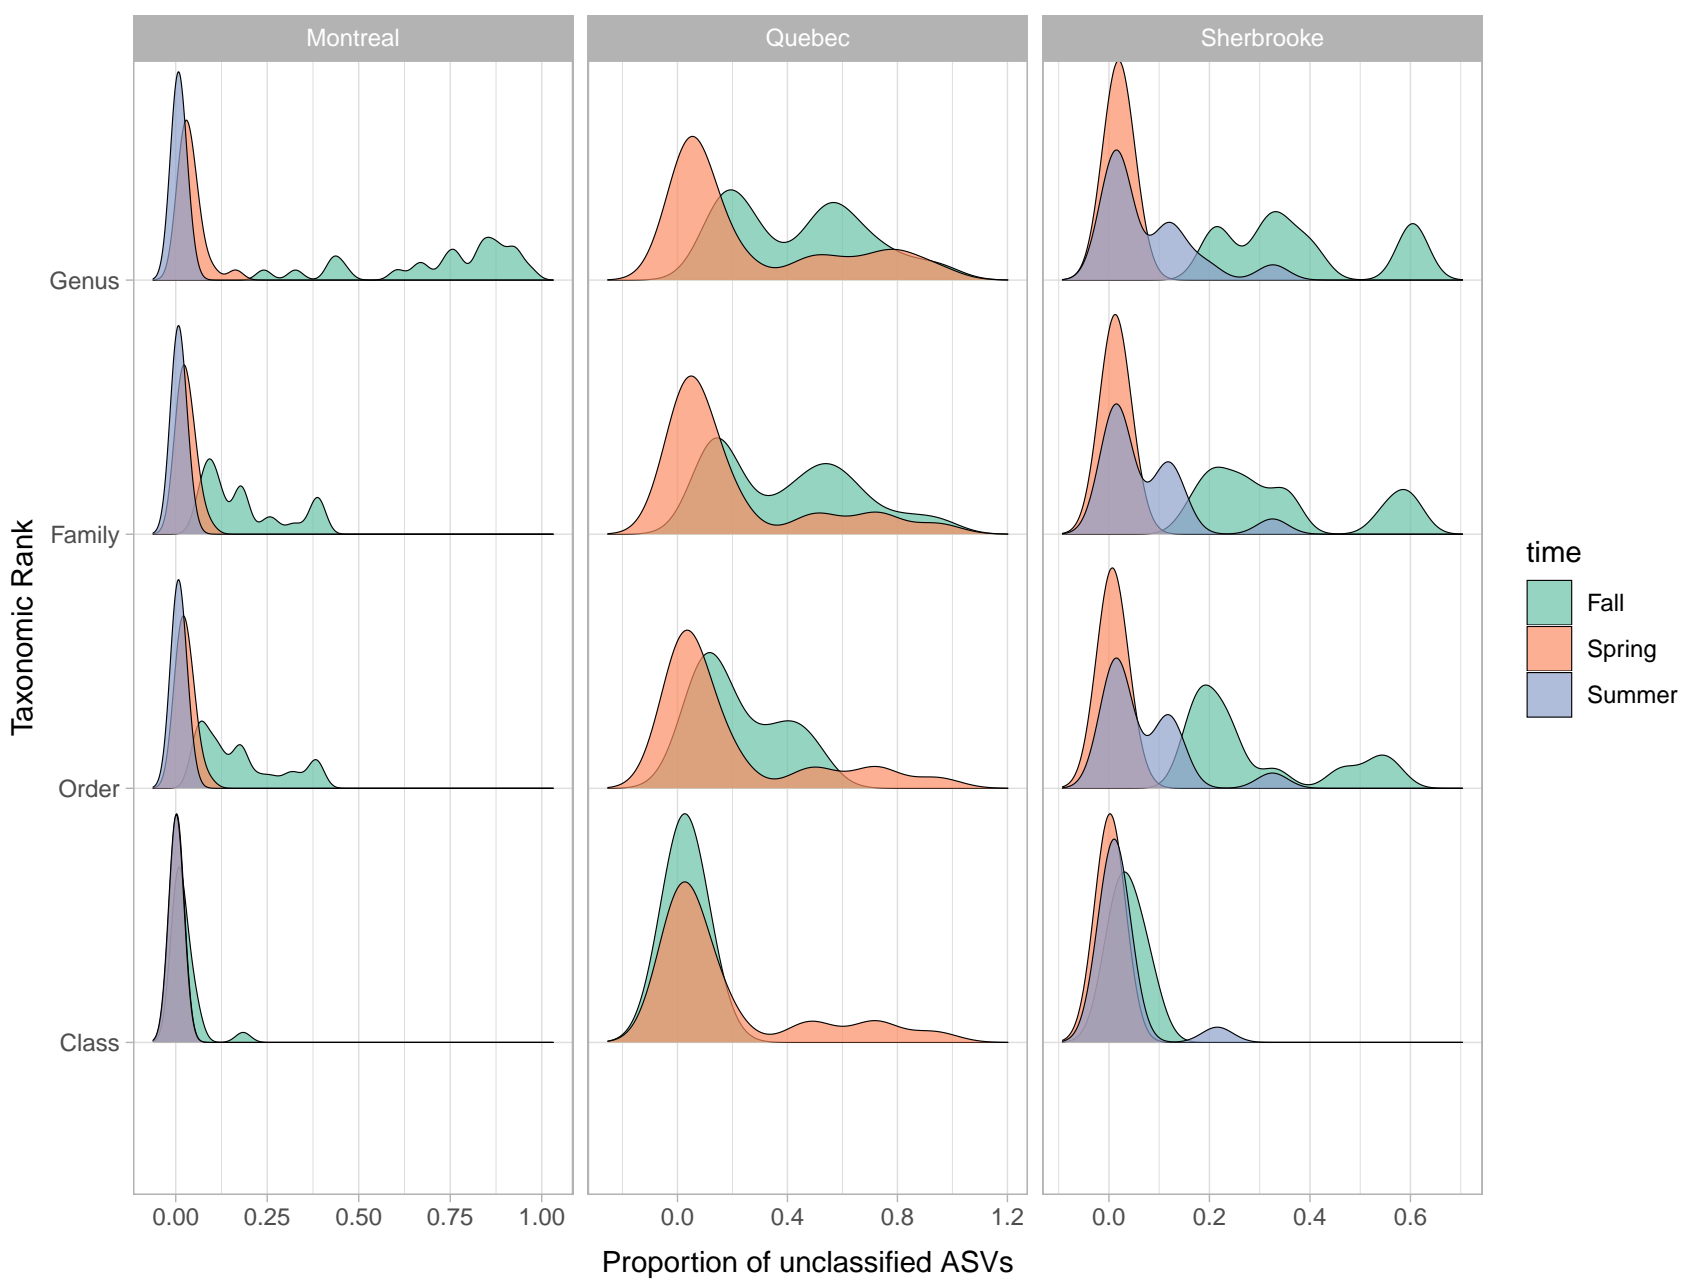 Montreal
Quebec
Sherbrooke
Taxonomic Rank
Genus
Family
Order
Class
0.00 0.25 0.50 0.75 1.00
0.0 0.4 0.8 1.2
0.0 0.2 0.4 0.6
Proportion of unclassified ASVs
time
Fall
Spring
Summer